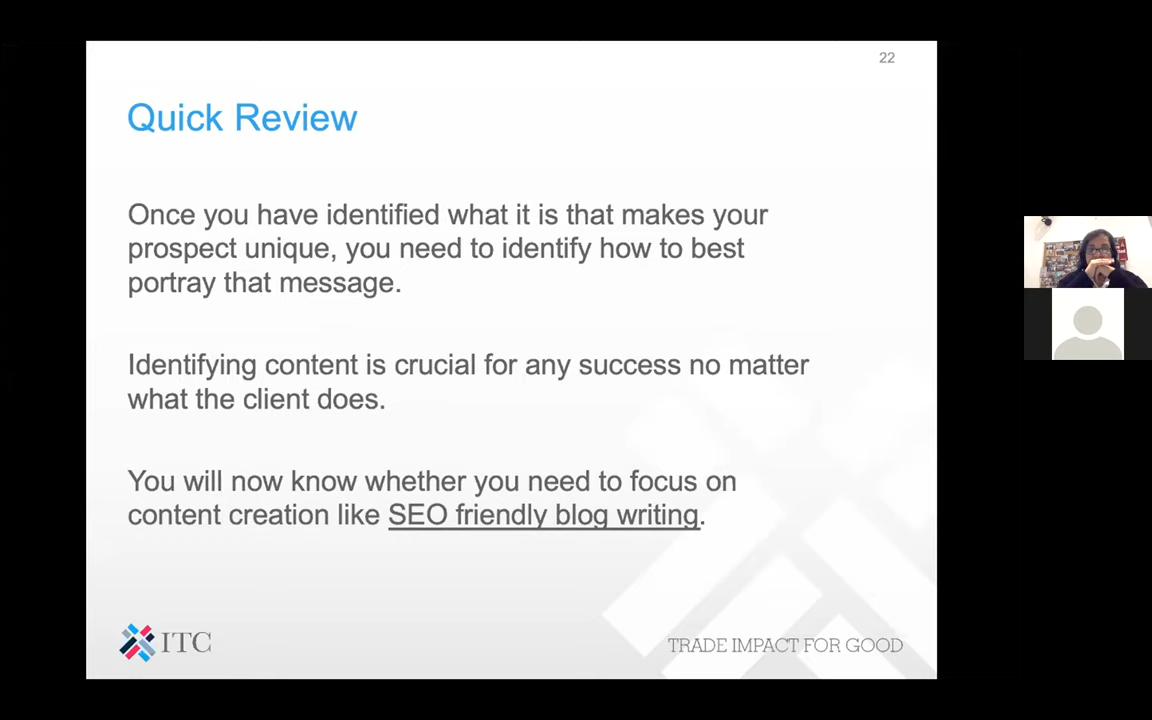 22
Quick Review
Once you have identified what it is that makes your
prospect unique, you need to identify how to best
portray that message.
Identifying content is crucial for any success no matter
what the client does.
You will now know whether you need to focus on
content creation like SEO friendly blog writing.
ITC
TRADE IMPACT FOR GOOD